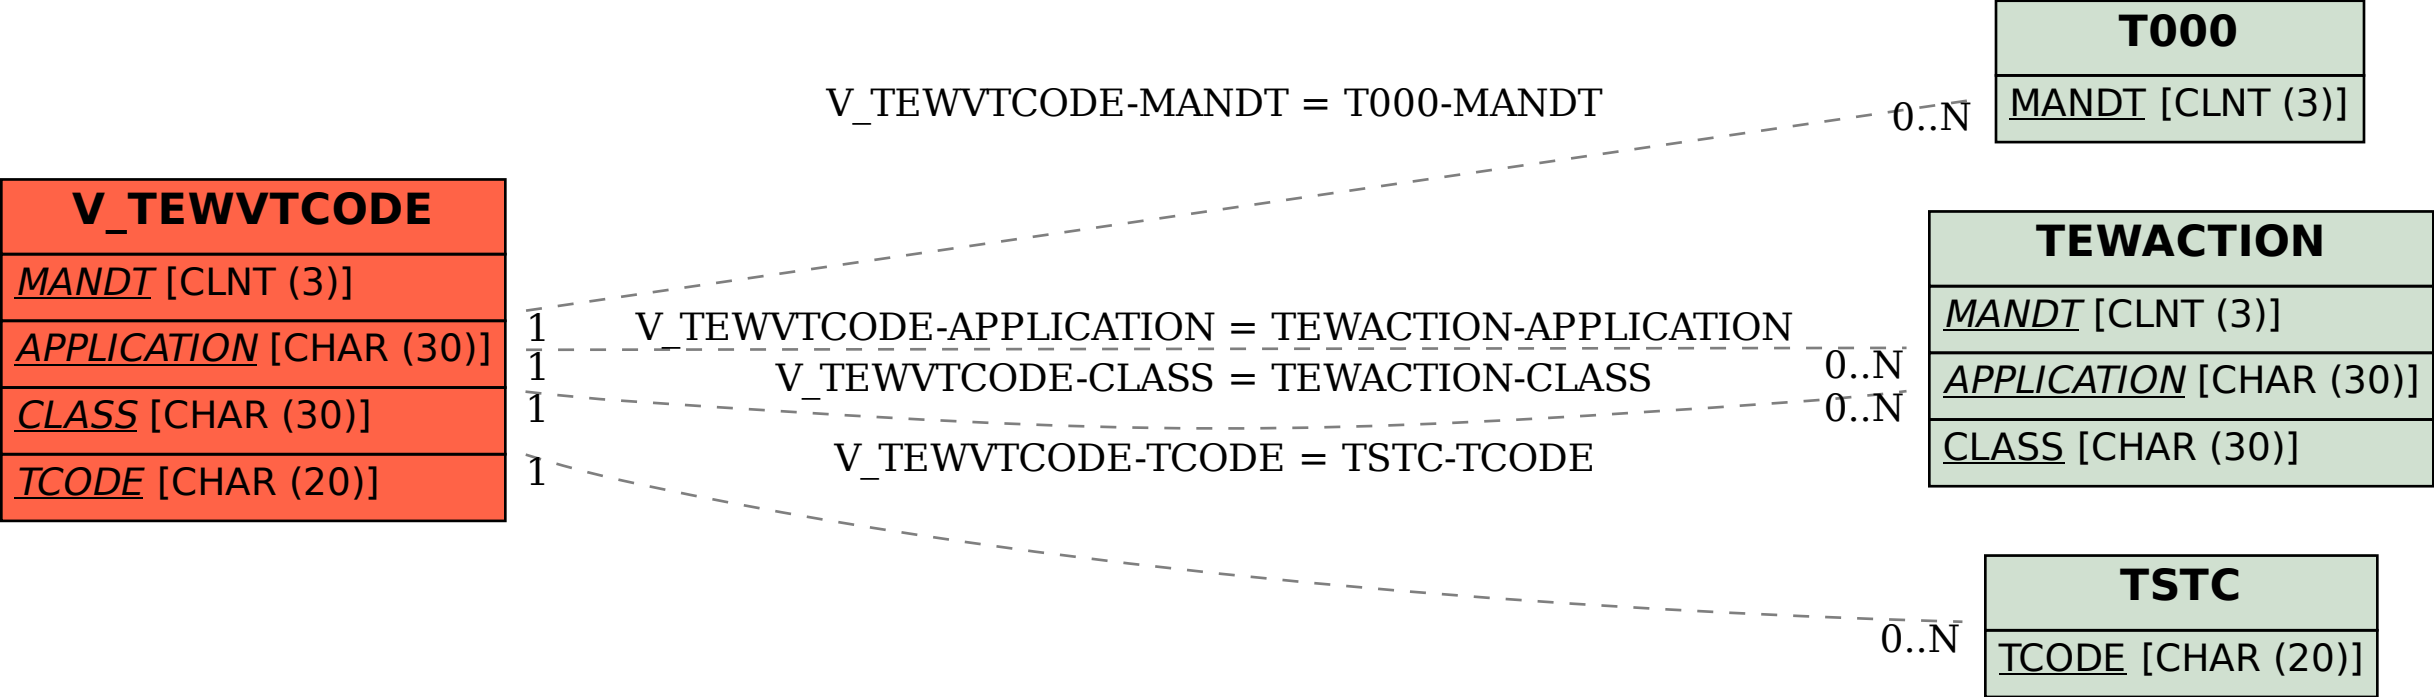 V_TEWVTCODE
MANDT [CLNT (3)]
APPLICATION [CHAR (30)]
CLASS [CHAR (30)]
TCODE [CHAR (20)]
V_TEWVTCODE-MANDT = T000-MANDT
1
0..N
V_TEWVTCODE-APPLICATION = TEWACTION-APPLICATION
1
0..N
V_TEWVTCODE-CLASS = TEWACTION-CLASS
1
0..N
V_TEWVTCODE-TCODE = TSTC-TCODE
1
0..N
T000
MANDT [CLNT (3)]
TEWACTION
MANDT [CLNT (3)]
APPLICATION [CHAR (30)]
CLASS [CHAR (30)]
TSTC
TCODE [CHAR (20)]